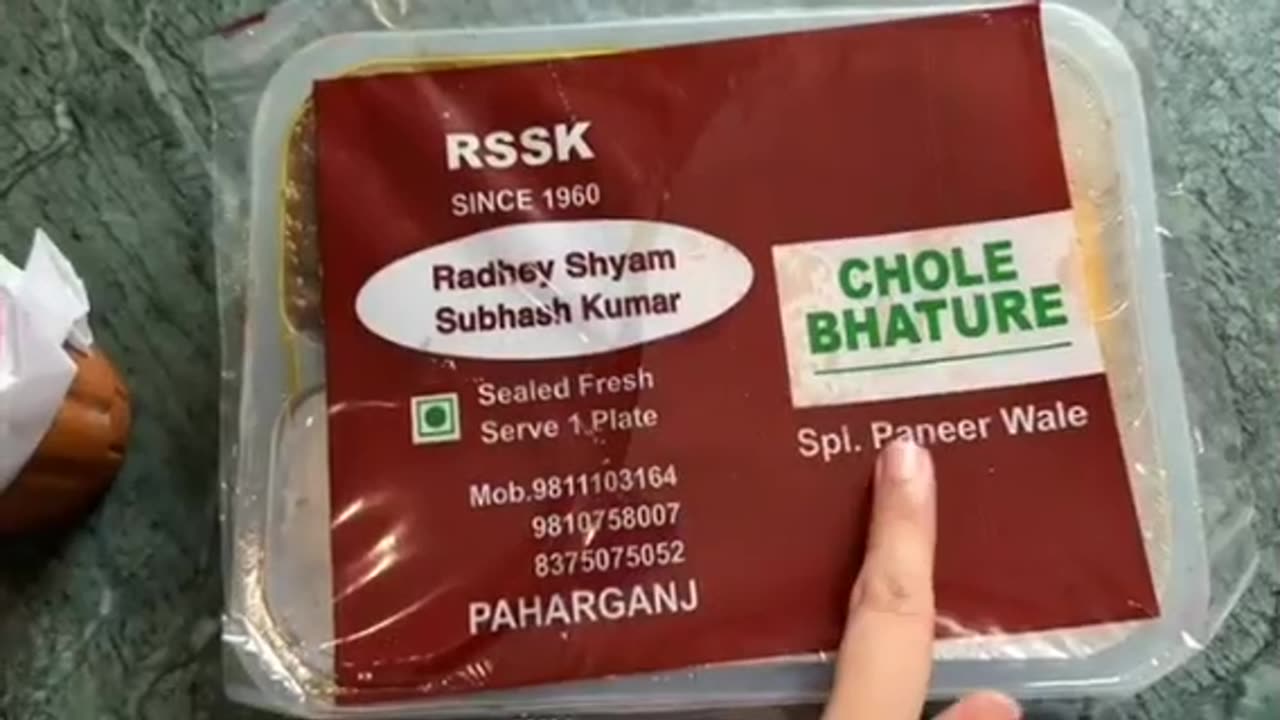 RSSK
SINCE 1960
Radhey Shyam
Subhash Kumar
Sealed Fresh
Serve 1 Plate
Mob.9811103164
9810758007
8375075052
PAHARGANJ
CHOLE
BHATURE
Spl. Paneer Wale